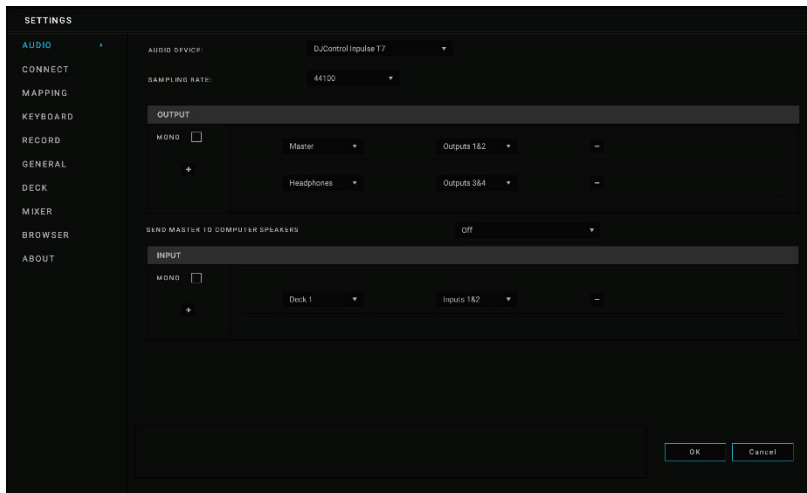 SETTINGS
AUDIO
CONNECT
MAPPING
KEYBOARD
RECORD
GENERAL
DECK
MIXER
BROWSER
ABOUT
AUDIO DEVICE: DJControl Inpulse T7
SAMPLING RATE: 44100
OUTPUT
MONO
+
Master Outputs 1&2 −
Headphones Outputs 3&4 −
SEND MASTER TO COMPUTER SPEAKERS Off
INPUT
MONO
+
Deck 1 Inputs 1&2 −
OK Cancel